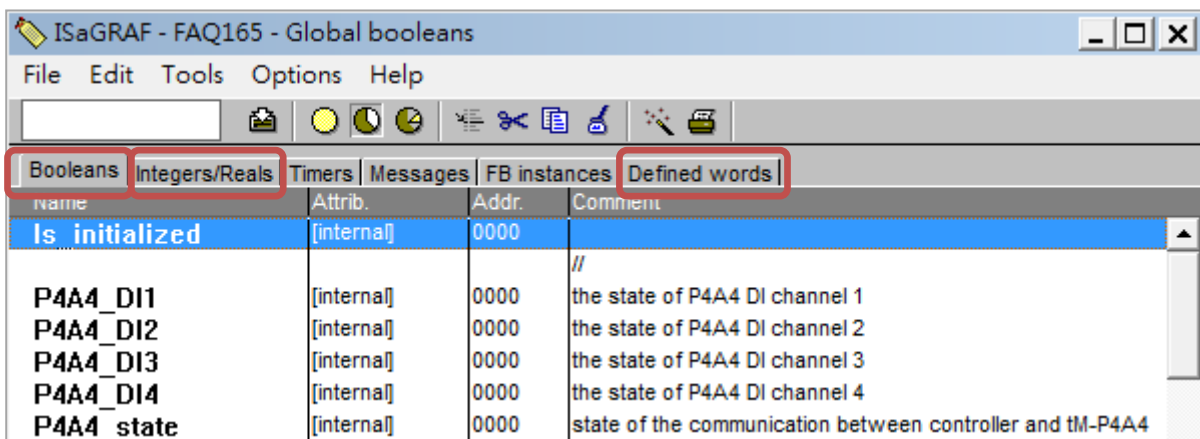 ISaGRAF - FAQ165 - Global booleans
File Edit Tools Options Help
Booleans Integers/Reals Timers Messages FB instances Defined words
Name Attrib. Addr. Comment
Is_initialized [internal] 0000
//
P4A4_DI1 [internal] 0000 the state of P4A4 DI channel 1
P4A4_DI2 [internal] 0000 the state of P4A4 DI channel 2
P4A4_DI3 [internal] 0000 the state of P4A4 DI channel 3
P4A4_DI4 [internal] 0000 the state of P4A4 DI channel 4
P4A4_state [internal] 0000 state of the communication between controller and tM-P4A4